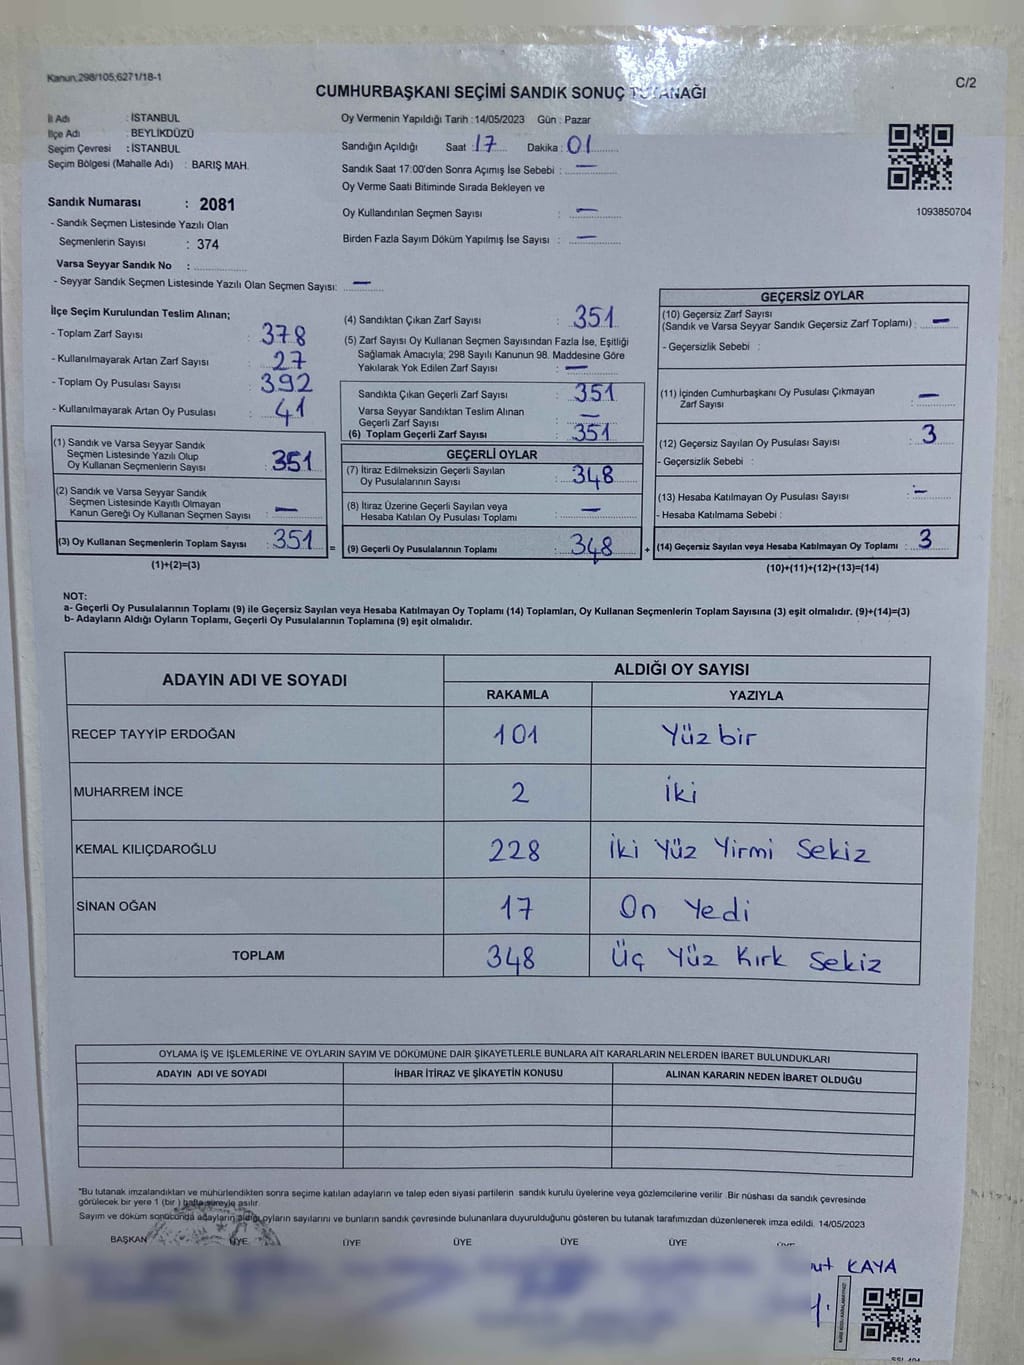 Kanun,298/105,6271/18-1
C/2
CUMHURBAŞKANI SEÇİMİ SANDIK SONUÇ TUTANAĞI
İl Adı : İSTANBUL
İlçe Adı : BEYLİKDÜZÜ
Seçim Çevresi : İSTANBUL
Seçim Bölgesi (Mahalle Adı) : BARIŞ MAH.
Sandık Numarası : 2081
- Sandık Seçmen Listesinde Yazılı Olan
Seçmenlerin Sayısı : 374
Varsa Seyyar Sandık No : ..............
- Seyyar Sandık Seçmen Listesinde Yazılı Olan Seçmen Sayısı: —
Oy Vermenin Yapıldığı Tarih : 14/05/2023 Gün : Pazar
Sandığın Açıldığı Saat : 17 Dakika : 01
Sandık Saat 17:00'den Sonra Açımış İse Sebebi : —
Oy Verme Saati Bitiminde Sırada Bekleyen ve
Oy Kullandırılan Seçmen Sayısı : —
Birden Fazla Sayım Döküm Yapılmış İse Sayısı : —
1093850704
İlçe Seçim Kurulundan Teslim Alınan;
- Toplam Zarf Sayısı : 378
- Kullanılmayarak Artan Zarf Sayısı : 27
- Toplam Oy Pusulası Sayısı : 392
- Kullanılmayarak Artan Oy Pusulası : 41
(1) Sandık ve Varsa Seyyar Sandık
Seçmen Listesinde Yazılı Olup
Oy Kullanan Seçmenlerin Sayısı : 351
(2) Sandık ve Varsa Seyyar Sandık
Seçmen Listesinde Kayıtlı Olmayan
Kanun Gereği Oy Kullanan Seçmen Sayısı : —
(3) Oy Kullanan Seçmenlerin Toplam Sayısı : 351 =
(1)+(2)=(3)
(4) Sandıktan Çıkan Zarf Sayısı : 351
(5) Zarf Sayısı Oy Kullanan Seçmen Sayısından Fazla İse, Eşitliği
Sağlamak Amacıyla; 298 Sayılı Kanunun 98. Maddesine Göre
Yakılarak Yok Edilen Zarf Sayısı : —
Sandıkta Çıkan Geçerli Zarf Sayısı : 351
Varsa Seyyar Sandıktan Teslim Alınan
Geçerli Zarf Sayısı : —
(6) Toplam Geçerli Zarf Sayısı : 351
GEÇERLİ OYLAR
(7) İtiraz Edilmeksizin Geçerli Sayılan
Oy Pusulalarının Sayısı : 348
(8) İtiraz Üzerine Geçerli Sayılan veya
Hesaba Katılan Oy Pusulası Toplamı : —
(9) Geçerli Oy Pusulalarının Toplamı : 348 +
GEÇERSİZ OYLAR
(10) Geçersiz Zarf Sayısı
(Sandık ve Varsa Seyyar Sandık Geçersiz Zarf Toplamı) : —
- Geçersizlik Sebebi :
(11) İçinden Cumhurbaşkanı Oy Pusulası Çıkmayan
Zarf Sayısı : —
(12) Geçersiz Sayılan Oy Pusulası Sayısı : 3
- Geçersizlik Sebebi :
(13) Hesaba Katılmayan Oy Pusulası Sayısı : —
- Hesaba Katılmama Sebebi :
(14) Geçersiz Sayılan veya Hesaba Katılmayan Oy Toplamı : 3
(10)+(11)+(12)+(13)=(14)
NOT:
a- Geçerli Oy Pusulalarının Toplamı (9) ile Geçersiz Sayılan veya Hesaba Katılmayan Oy Toplamı (14) Toplamları, Oy Kullanan Seçmenlerin Toplam Sayısına (3) eşit olmalıdır. (9)+(14)=(3)
b- Adayların Aldığı Oyların Toplamı, Geçerli Oy Pusulalarının Toplamına (9) eşit olmalıdır.
ADAYIN ADI VE SOYADI ALDIĞI OY SAYISI
RAKAMLA YAZIYLA
RECEP TAYYİP ERDOĞAN 101 Yüz bir
MUHARREM İNCE 2 İki
KEMAL KILIÇDAROĞLU 228 İki Yüz Yirmi Sekiz
SİNAN OĞAN 17 On Yedi
TOPLAM 348 Üç Yüz Kırk Sekiz
OYLAMA İŞ VE İŞLEMLERİNE VE OYLARIN SAYIM VE DÖKÜMÜNE DAİR ŞİKAYETLERLE BUNLARA AİT KARARLARIN NELERDEN İBARET BULUNDUKLARI
ADAYIN ADI VE SOYADI İHBAR İTİRAZ VE ŞİKAYETİN KONUSU ALINAN KARARIN NEDEN İBARET OLDUĞU
"Bu tutanak imzalandıktan ve mühürlendikten sonra seçime katılan adayların ve talep eden siyasi partilerin sandık kurulu üyelerine veya gözlemcilerine verilir .Bir nüshası da sandık çevresinde
görülecek bir yere 1 (bir ) hafta süreyle asılır.
Sayım ve döküm sonucunda adayların aldığı oyların sayılarını ve bunların sandık çevresinde bulunanlara duyurulduğunu gösteren bu tutanak tarafımızdan düzenlenerek imza edildi. 14/05/2023
BAŞKAN ÜYE ÜYE ÜYE ÜYE ÜYE
KAYA